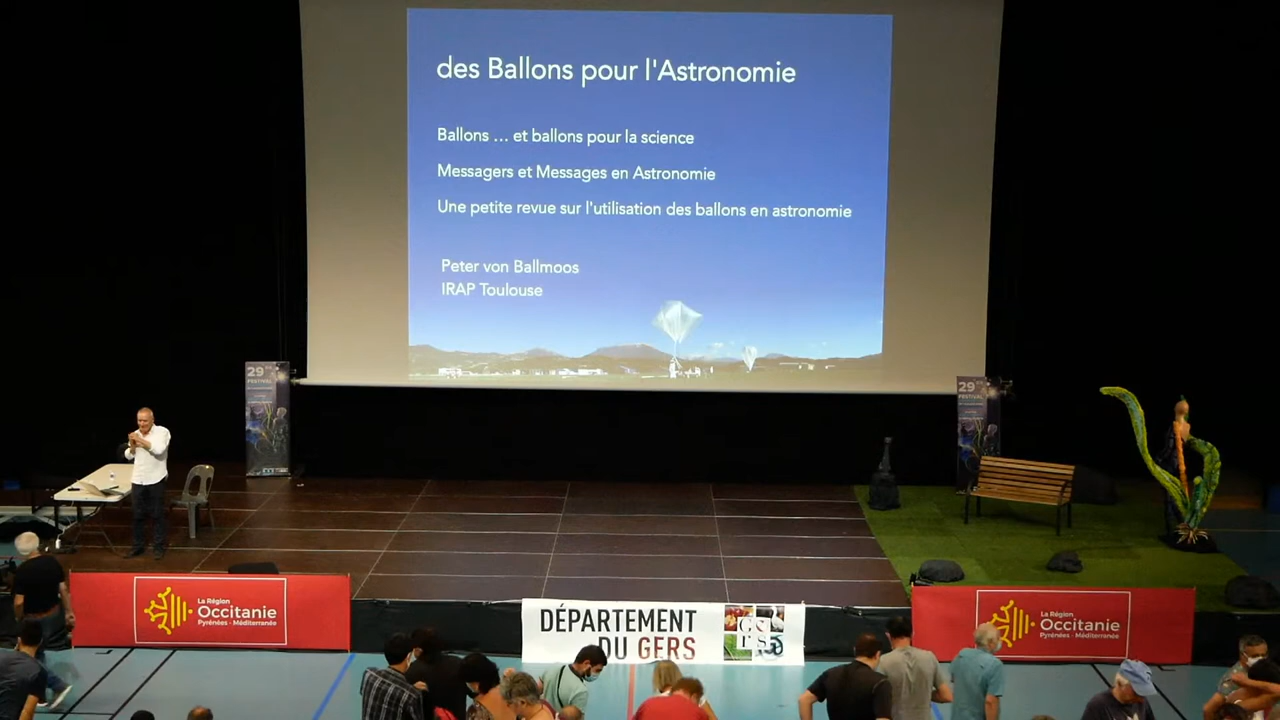 des Ballons pour l'Astronomie
Ballons ... et ballons pour la science
Messagers et Messages en Astronomie
Une petite revue sur l'utilisation des ballons en astronomie
Peter von Ballmoos
IRAP Toulouse
29
FESTIVAL
29
FESTIVAL
La Région
Occitanie
Pyrénées - Méditerranée
DÉPARTEMENT
DU GERS
La Région
Occitanie
Pyrénées - Méditerranée